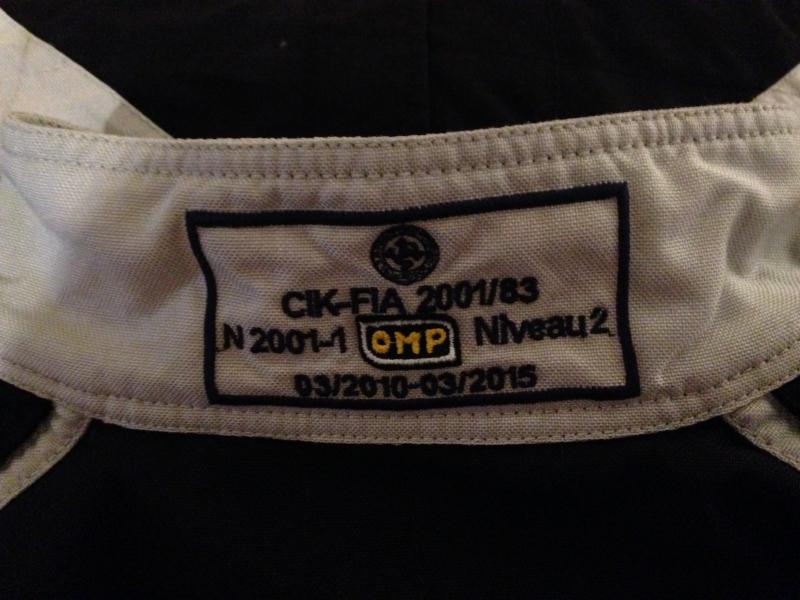 CIK-FIA 2001/83
N 2001-1 OMP Niveau 2
03/2010-03/2015